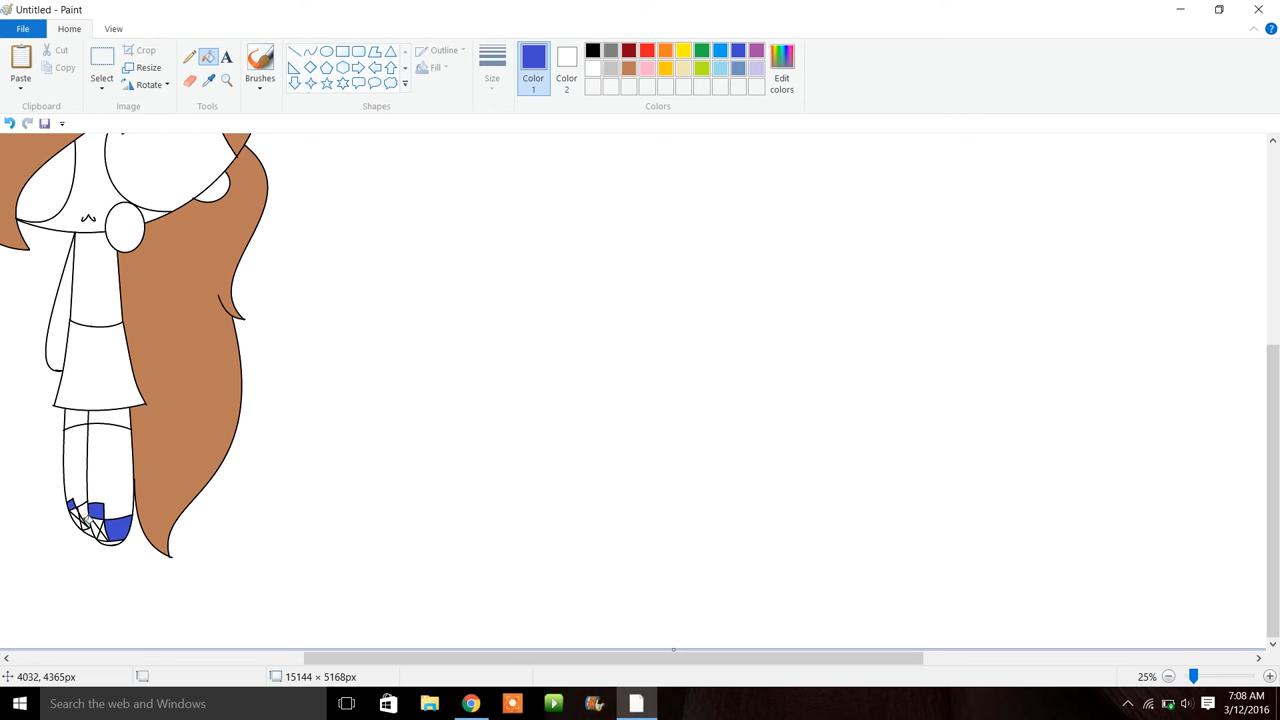 Untitled - Paint
File Home View
Paste
Cut
Copy
Clipboard
Select
Crop
Resize
Rotate
Image
A
Tools
Brushes
Outline
Fill
Shapes
Size
Color 1
Color 2
Edit colors
Colors
4032, 4365px
15144 × 5168px
25%
Search the web and Windows
7:08 AM
3/12/2016